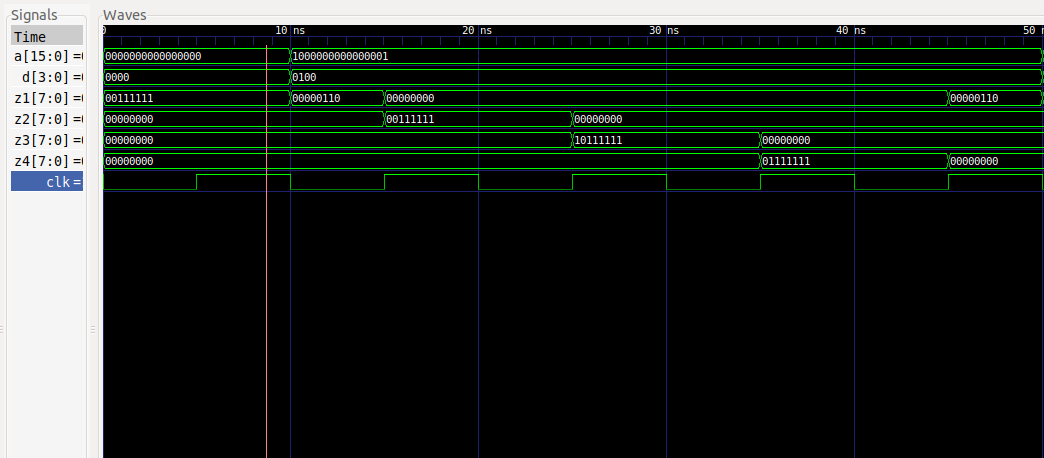 Signals
Waves
Time
0
10 ns
20 ns
30 ns
40 ns
50 n
a[15:0] =
0000000000000000
1000000000000001
d[3:0]=
0000
0100
z1[7:0] =
00111111
00000110
00000000
00000110
z2[7:0] =
00000000
00111111
00000000
z3[7:0] =
00000000
10111111
00000000
z4[7:0] =
00000000
01111111
00000000
clk =